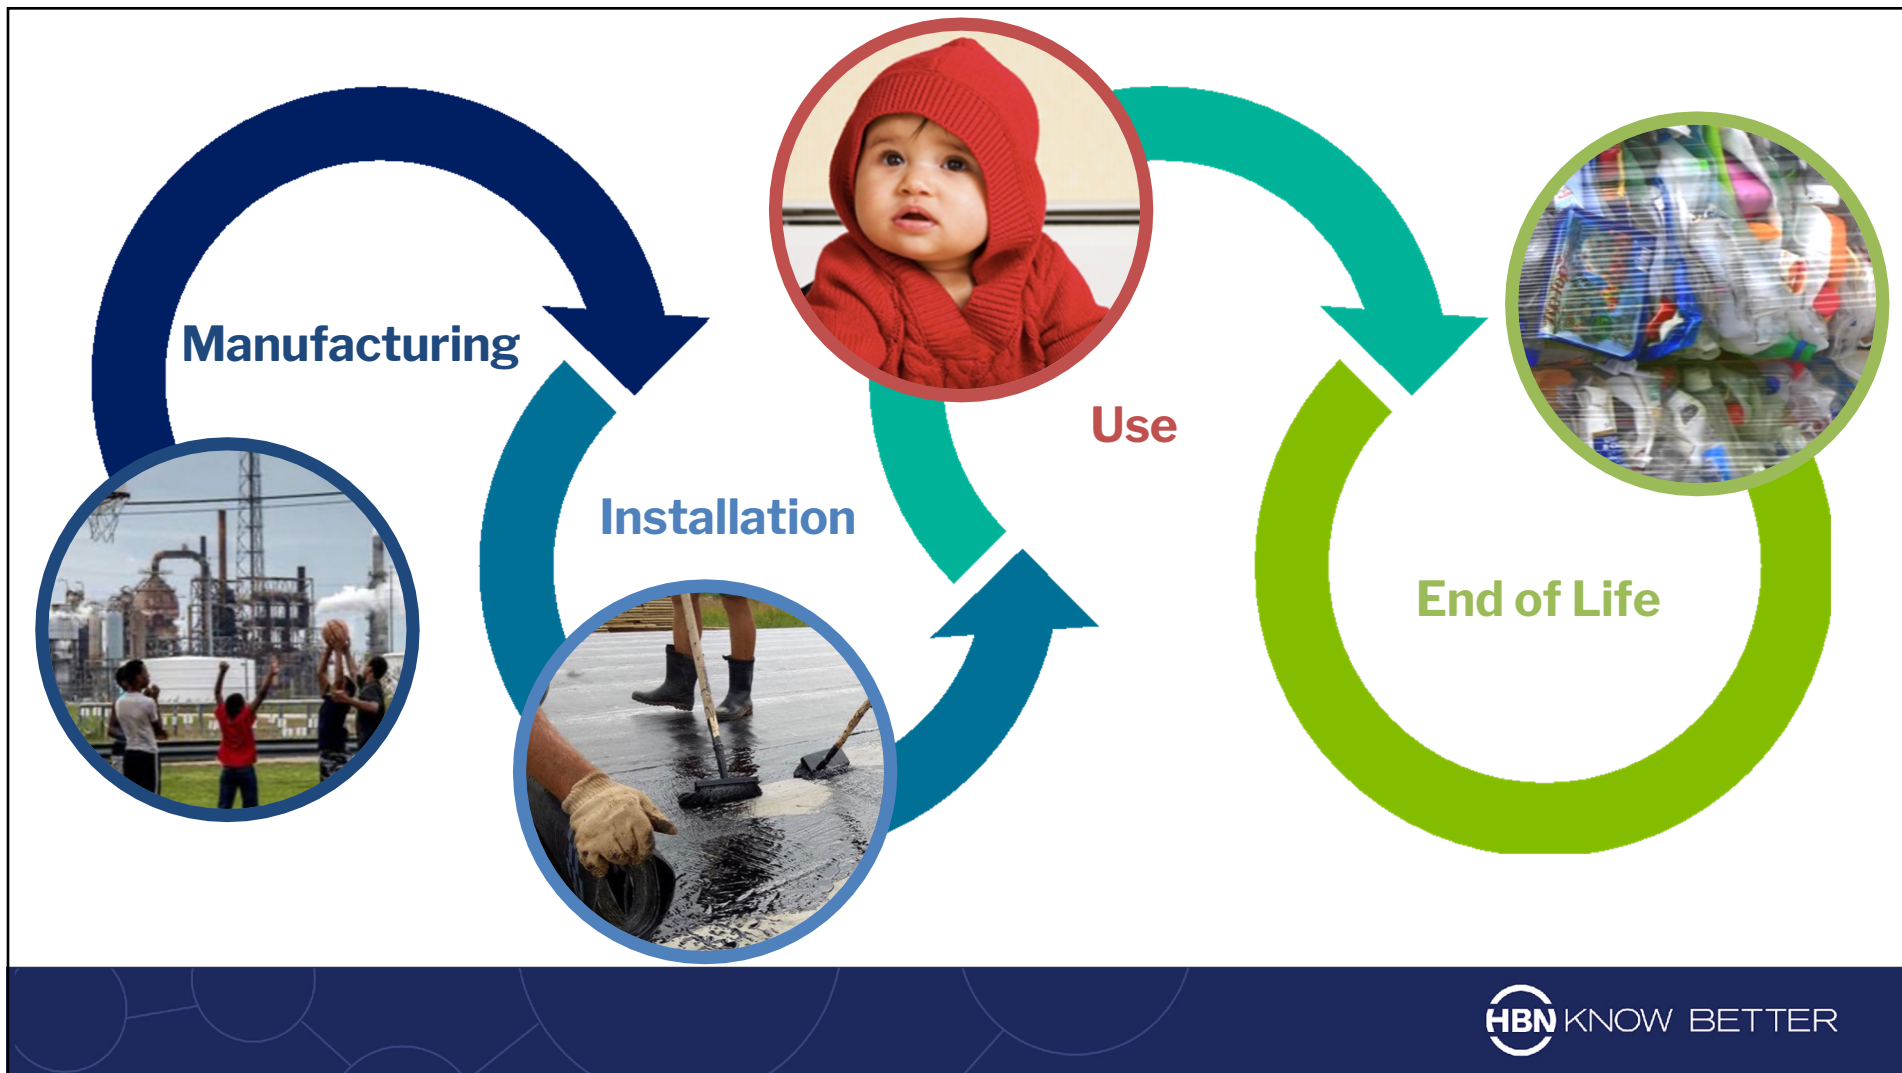 Manufacturing
Installation
Use
End of Life
HBN KNOW BETTER